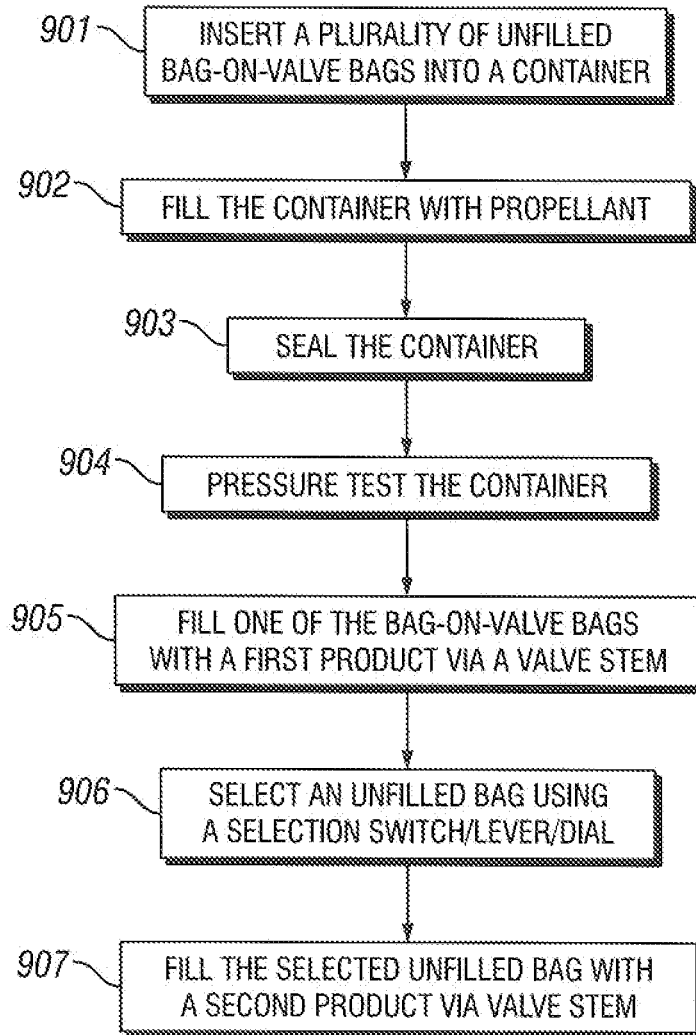 901
INSERT A PLURALITY OF UNFILLED
BAG-ON-VALVE BAGS INTO A CONTAINER
902
FILL THE CONTAINER WITH PROPELLANT
903
SEAL THE CONTAINER
904
PRESSURE TEST THE CONTAINER
905
FILL ONE OF THE BAG-ON-VALVE BAGS
WITH A FIRST PRODUCT VIA A VALVE STEM
906
SELECT AN UNFILLED BAG USING
A SELECTION SWITCH/LEVER/DIAL
907
FILL THE SELECTED UNFILLED BAG WITH
A SECOND PRODUCT VIA VALVE STEM